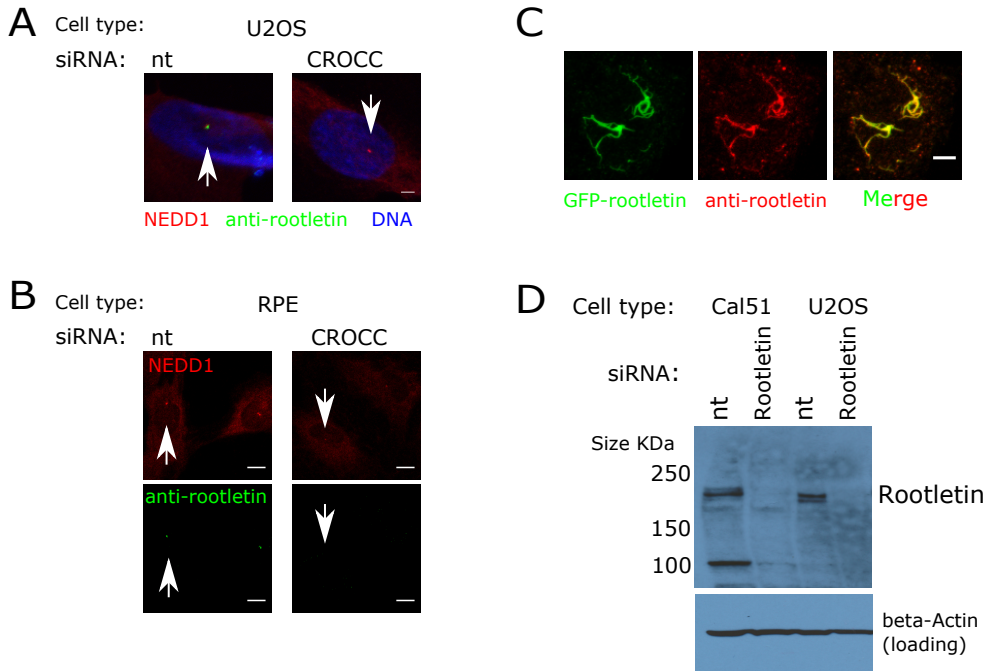 A
Cell type: U2OS
siRNA: nt CROCC
NEDD1 anti-rootletin DNA
B
Cell type: RPE
siRNA: nt CROCC
NEDD1
anti-rootletin
C
GFP-rootletin anti-rootletin Merge
D
Cell type: Cal51 U2OS
siRNA: nt Rootletin nt Rootletin
Size KDa
250
Rootletin
150
100
beta-Actin
(loading)